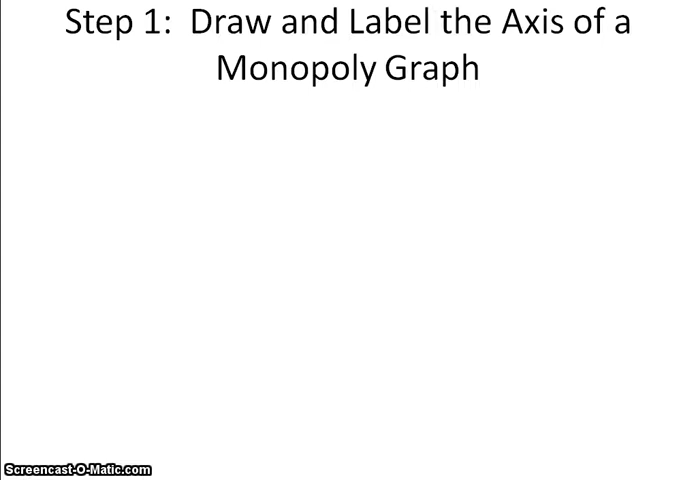 Step 1:  Draw and Label the Axis of a
Monopoly Graph
Screencast-O-Matic.com